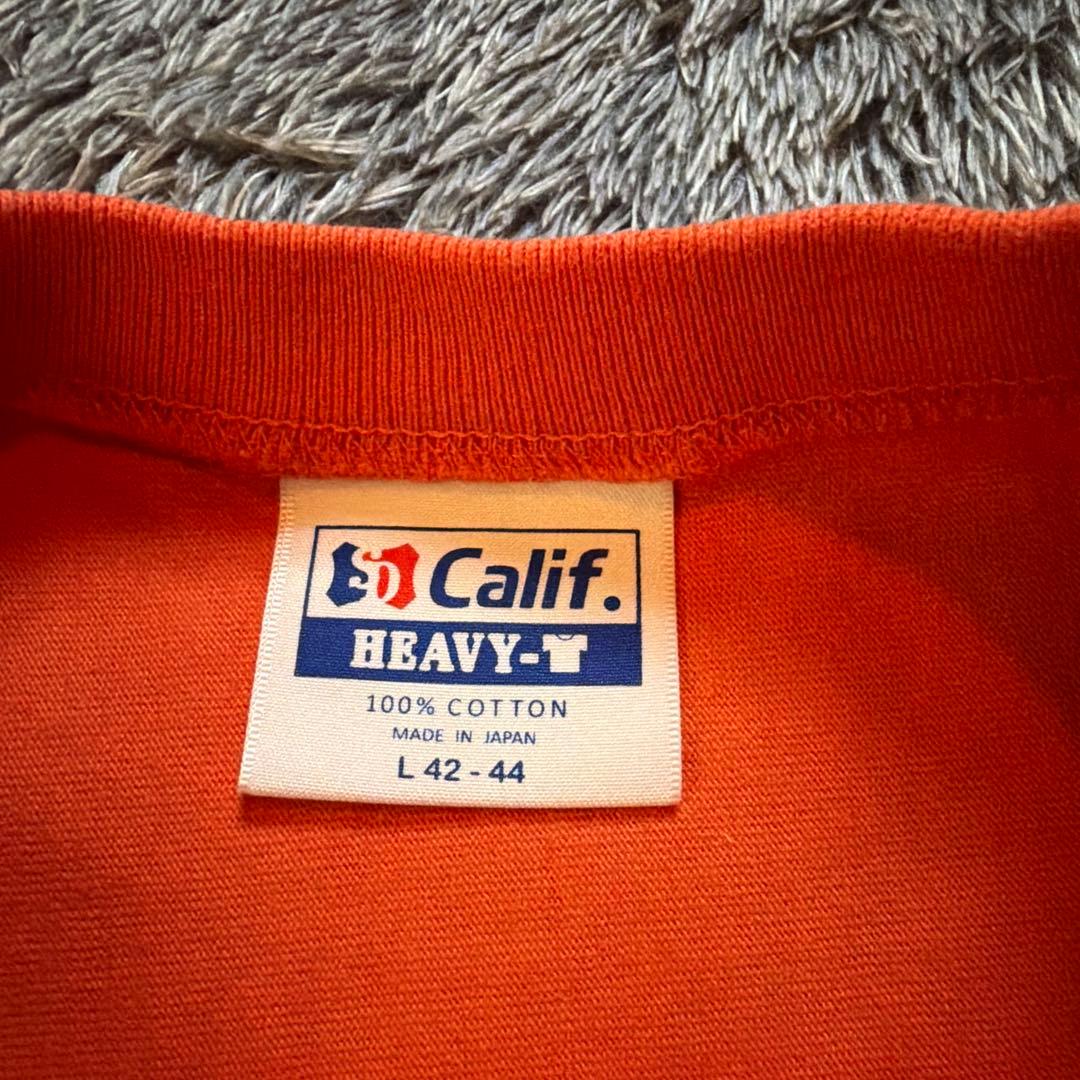 SD Calif.
HEAVY-T
100% COTTON
MADE IN JAPAN
L 42 - 44